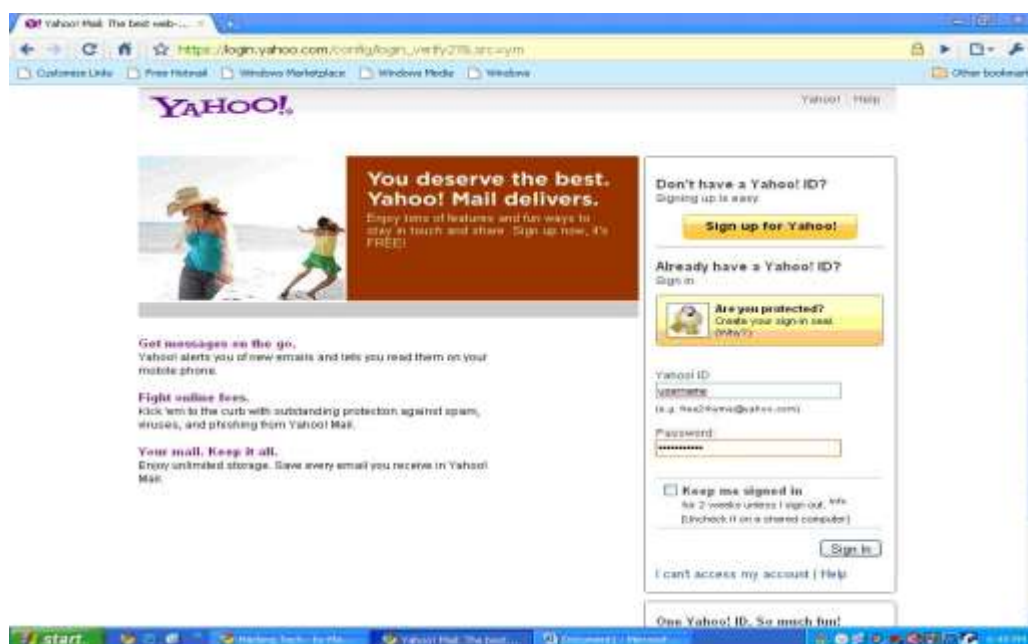 Yahoo! Mail: The best web-...
https://login.yahoo.com/config/login_verify2?&.src=ym
Customize Links Free Hotmail Windows Marketplace Windows Media Windows
Other bookmar
YAHOO!
Yahoo! Help
You deserve the best.
Yahoo! Mail delivers.
Enjoy tons of features and fun ways to
stay in touch and share. Sign up now, it's
FREE!
Get messages on the go.
Yahoo! alerts you of new emails and lets you read them on your
mobile phone.
Fight online foes.
Kick 'em to the curb with outstanding protection against spam,
viruses, and phishing from Yahoo! Mail.
Your mail. Keep it all.
Enjoy unlimited storage. Save every email you receive in Yahoo!
Mail.
Don't have a Yahoo! ID?
Signing up is easy.
Sign up for Yahoo!
Already have a Yahoo! ID?
Sign in.
Are you protected?
Create your sign-in seal.
(Why?)
Yahoo! ID
username
(e.g. free2rhyme@yahoo.com)
Password:
Keep me signed in
for 2 weeks unless I sign out. Info
[Uncheck if on a shared computer]
Sign In
I can't access my account | Help
One Yahoo! ID. So much fun!
start
Yahoo! Mail: The best...